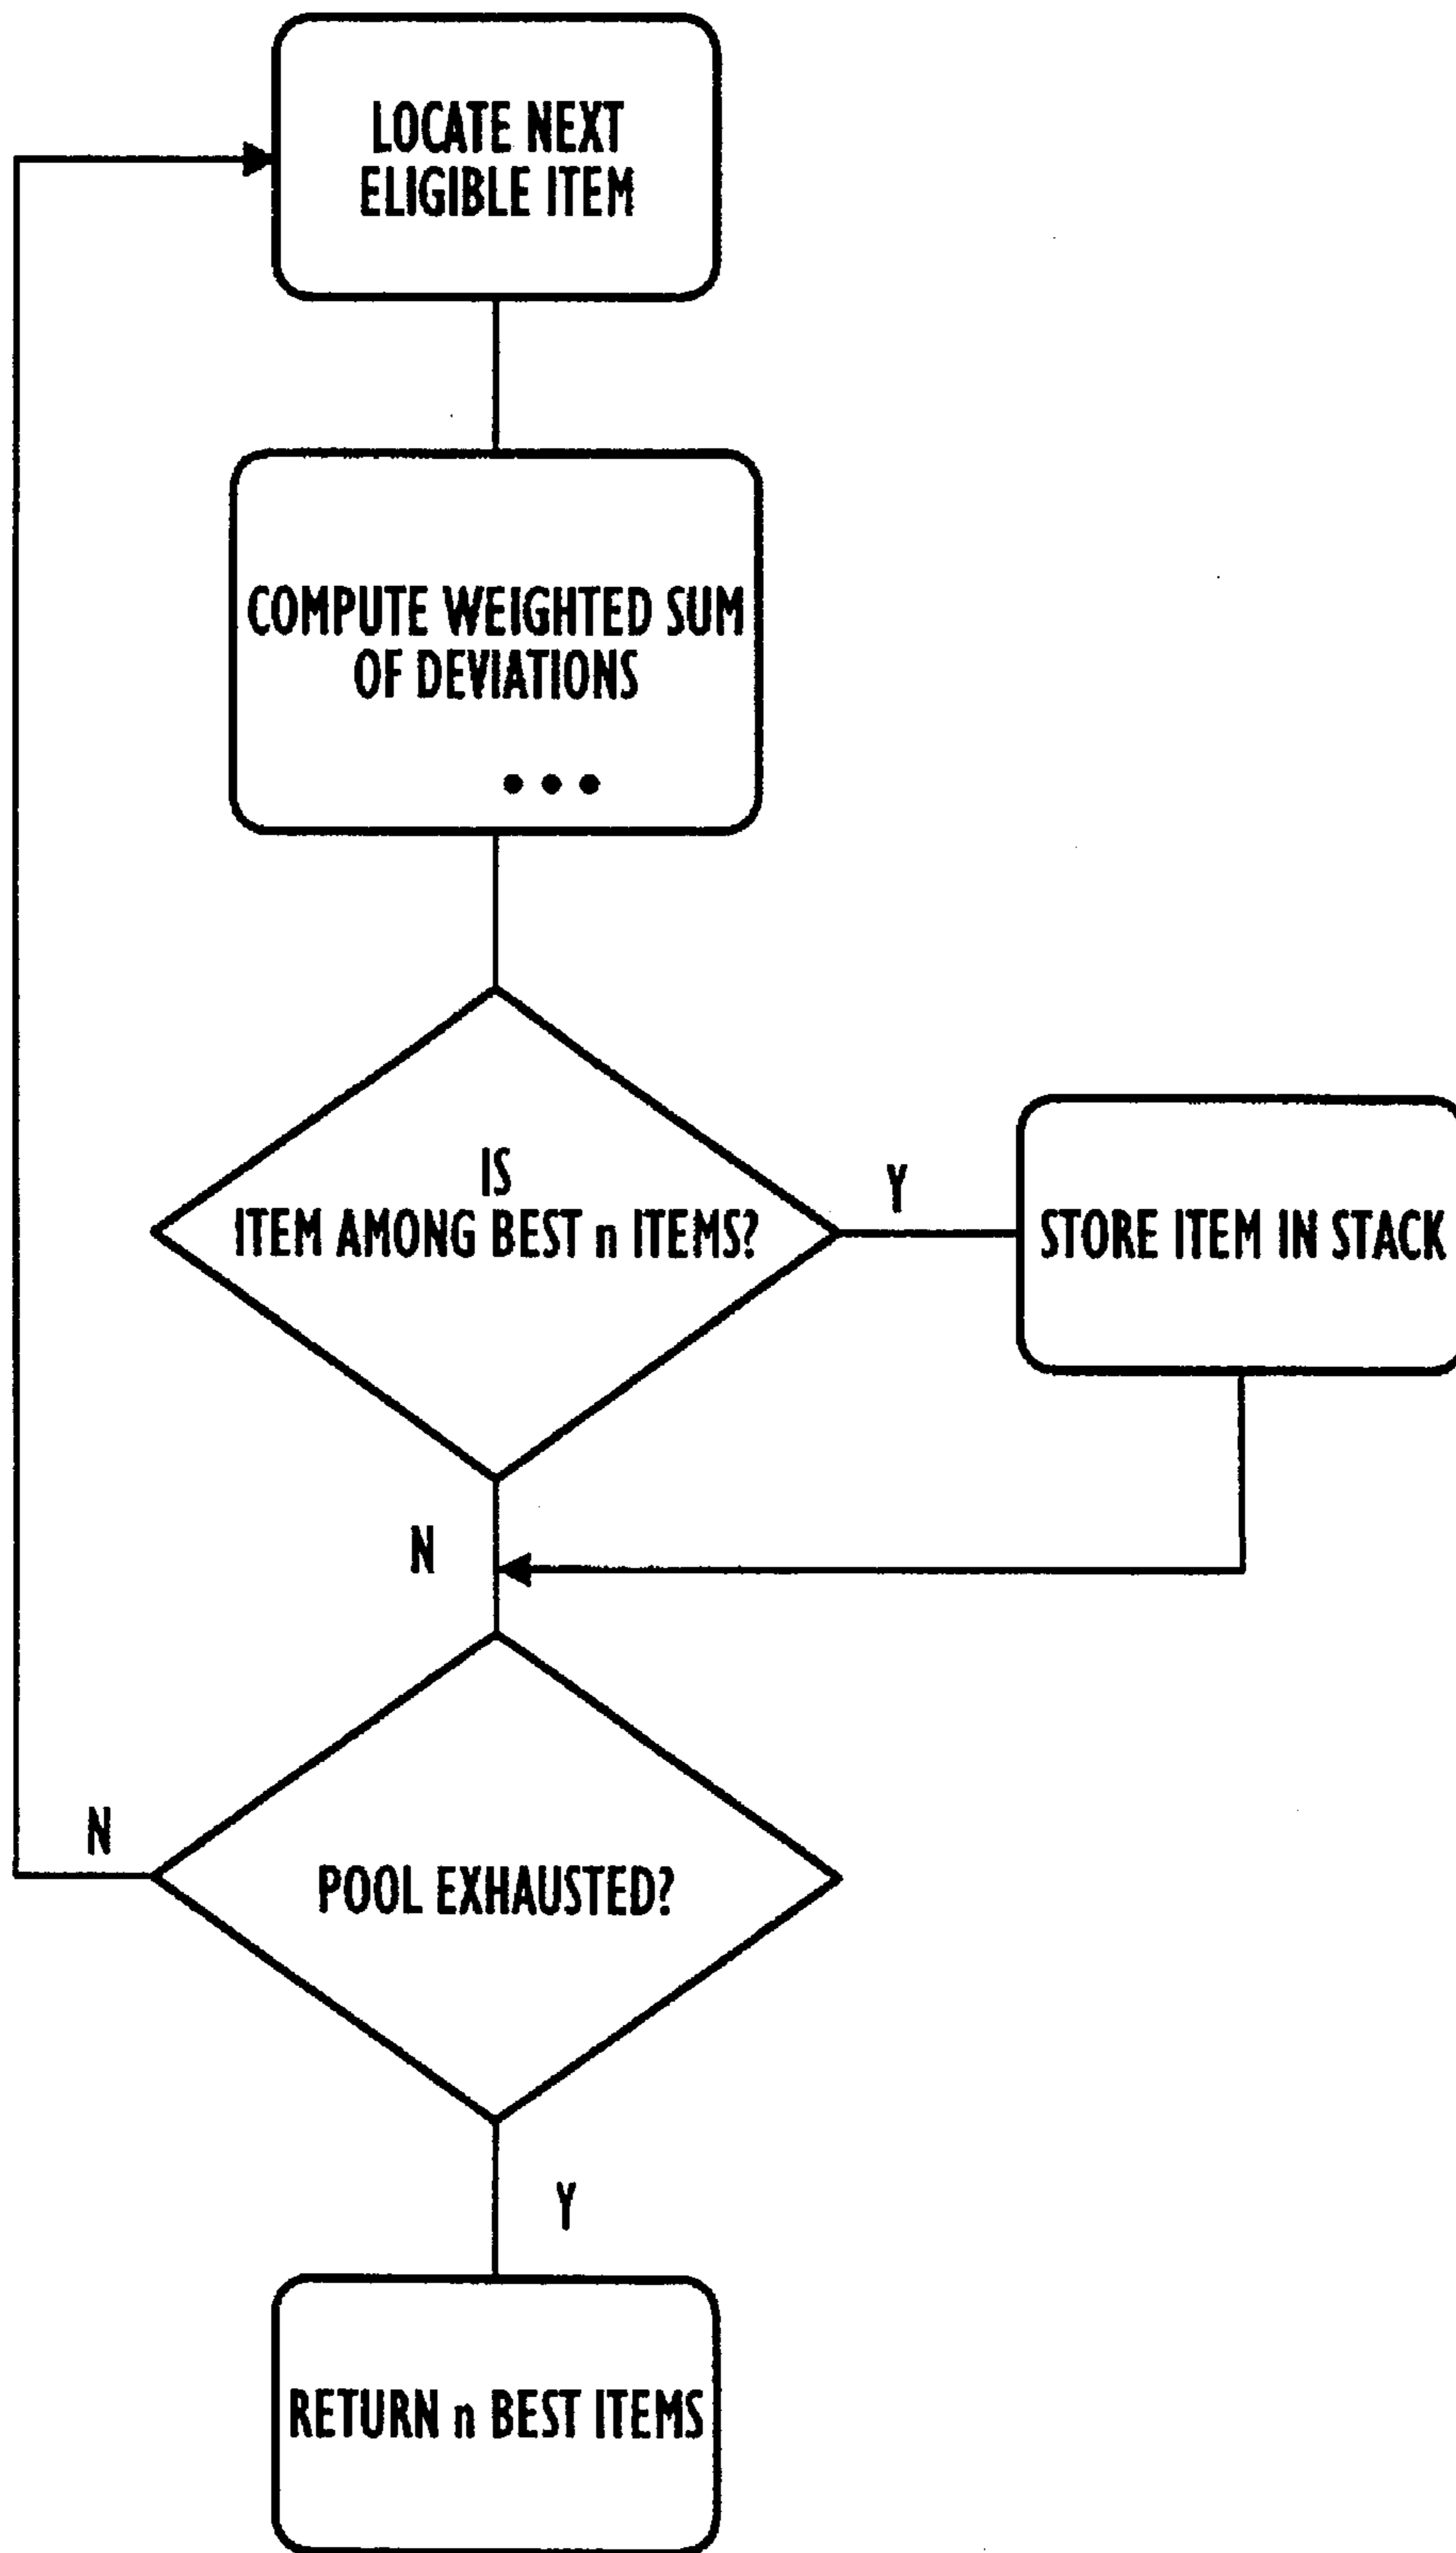 LOCATE NEXT
ELIGIBLE ITEM
COMPUTE WEIGHTED SUM
OF DEVIATIONS
•••
IS
ITEM AMONG BEST n ITEMS?
Y
STORE ITEM IN STACK
N
N
POOL EXHAUSTED?
Y
RETURN n BEST ITEMS